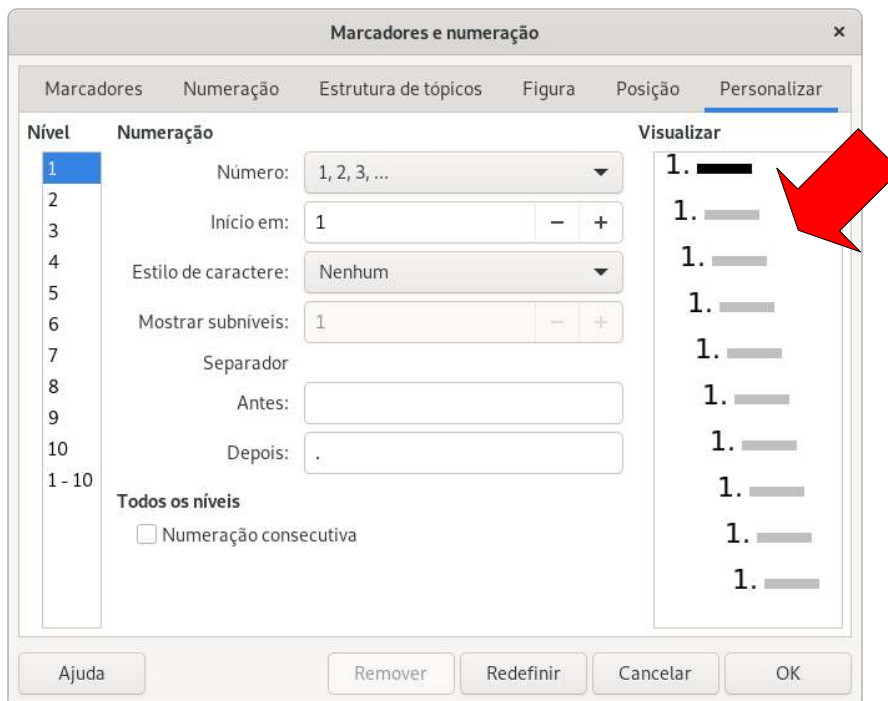 Marcadores e numeração ×
Marcadores Numeração Estrutura de tópicos Figura Posição Personalizar
Nível Numeração Visualizar
1
2
3
4
5
6
7
8
9
10
1 - 10
Número: 1, 2, 3, ...
Início em: 1 − +
Estilo de caractere: Nenhum
Mostrar subníveis: 1 − +
Separador
Antes:
Depois: .
Todos os níveis
Numeração consecutiva
1.
1.
1.
1.
1.
1.
1.
1.
1.
1.
Ajuda Remover Redefinir Cancelar OK